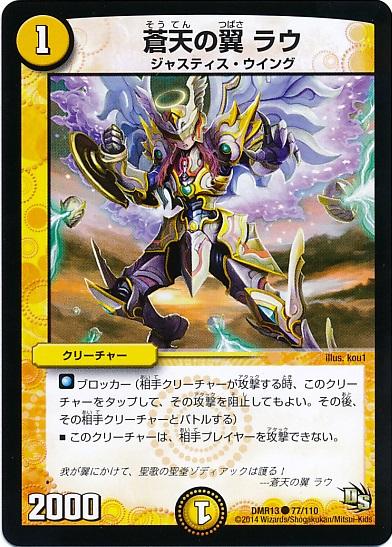 1
そうてん つばさ
蒼天の翼 ラウ
ジャスティス・ウイング
illus. kou1
クリーチャー
ブロッカー(相手クリーチャーが攻撃する時、このクリ
ーチャーをタップして、その攻撃を阻止してもよい。その後、
その相手クリーチャーとバトルする)
■ このクリーチャーは、相手プレイヤーを攻撃できない。
我が翼にかけて、聖歌の聖堂ゾディアックは護る!
---蒼天の翼 ラウ
2000
1
DMR13 ● 77/110
©2014 Wizards/Shogakukan/Mitsui-Kids
DS